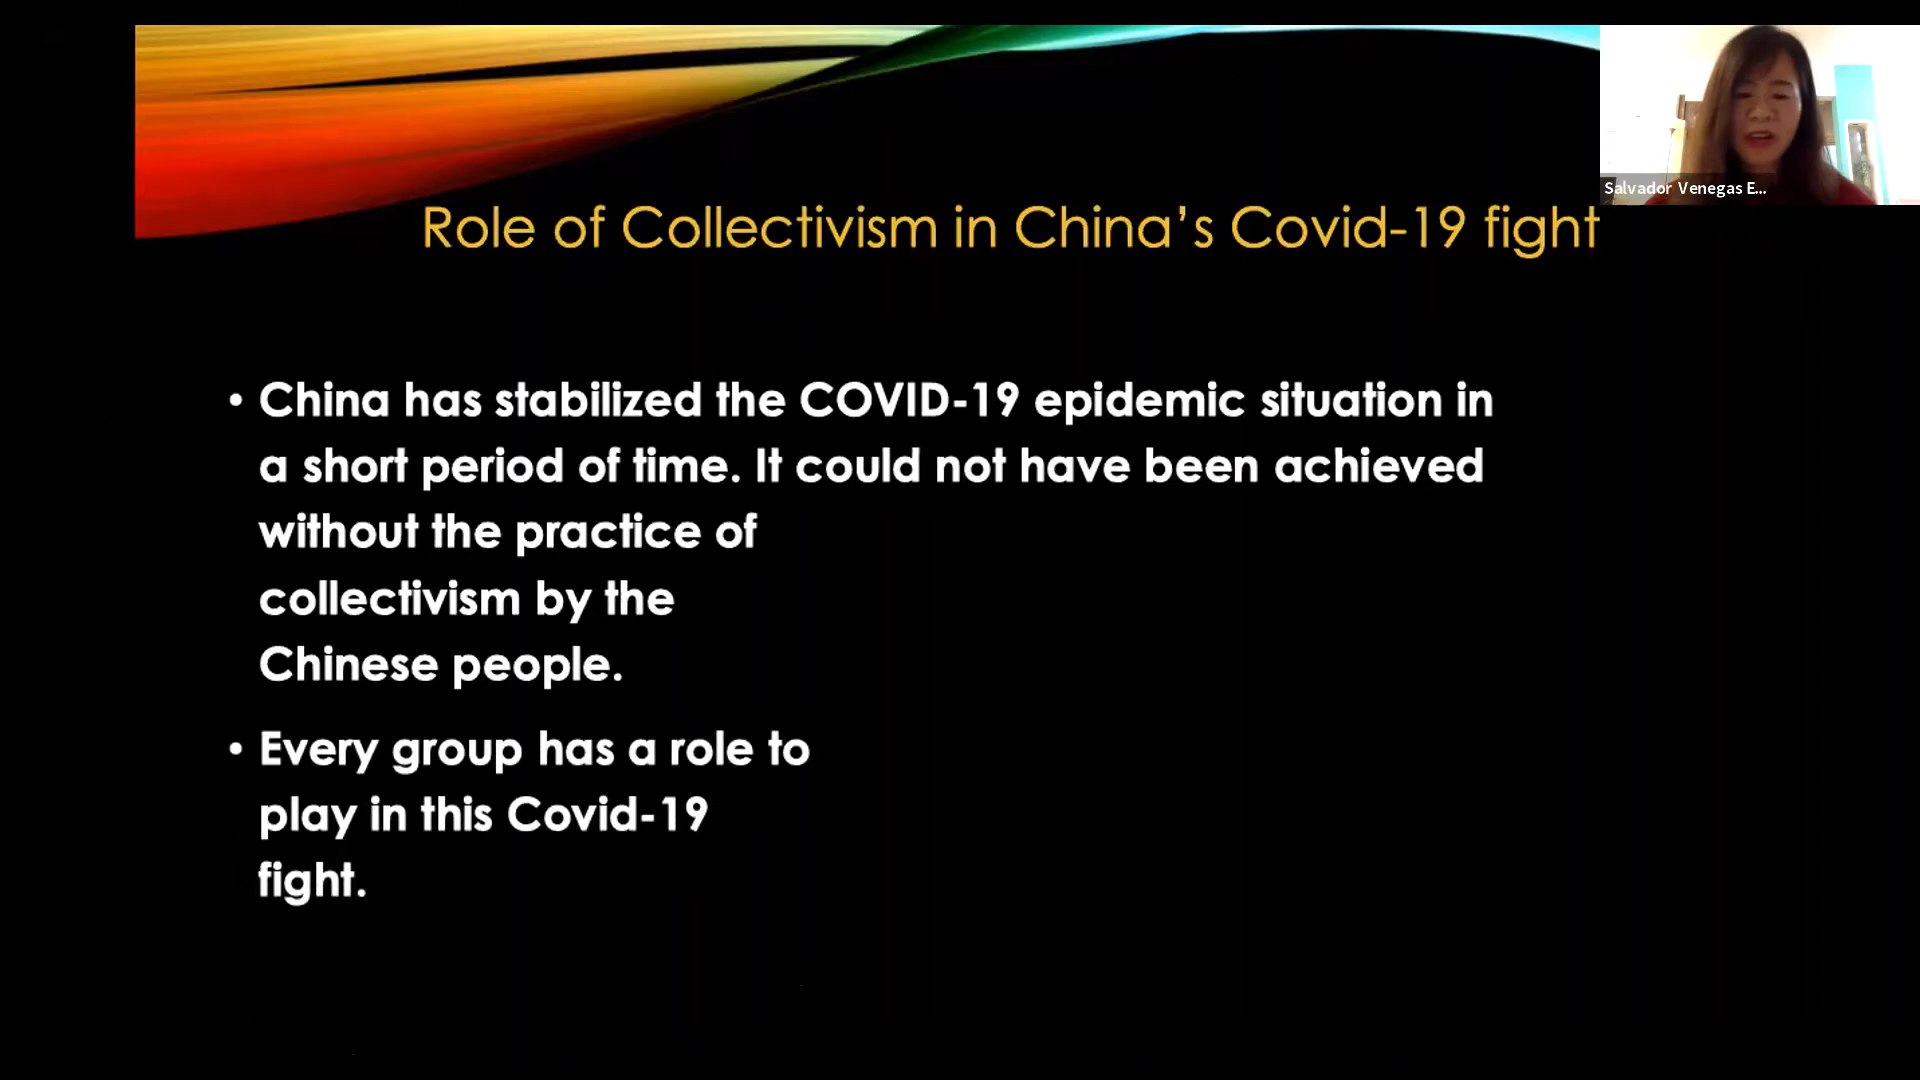 Salvador Venegas E...
Role of Collectivism in China’s Covid-19 fight
• China has stabilized the COVID-19 epidemic situation in
a short period of time. It could not have been achieved
without the practice of
collectivism by the
Chinese people.
• Every group has a role to
play in this Covid-19
fight.